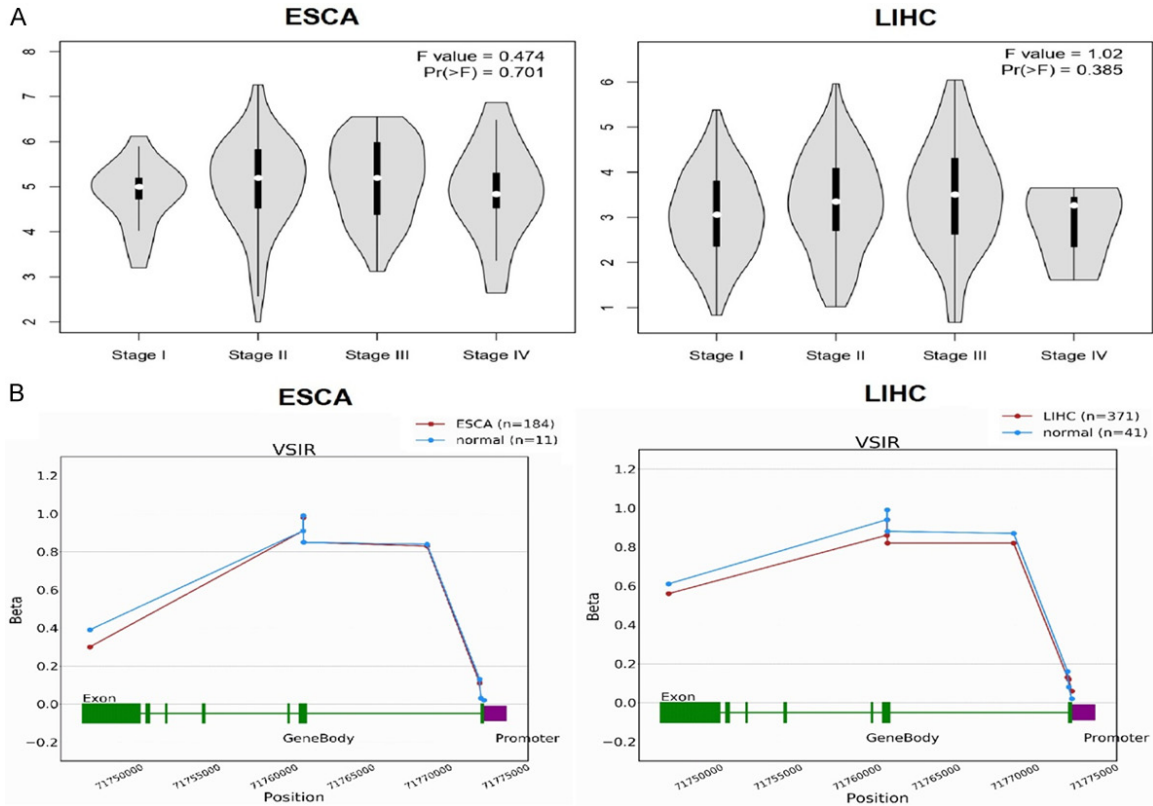 A
ESCA
F value = 0.474
Pr(>F) = 0.701
8
7
6
5
4
3
2
Stage I Stage II Stage III Stage IV
LIHC
F value = 1.02
Pr(>F) = 0.385
6
5
4
3
2
1
Stage I Stage II Stage III Stage IV
B
ESCA
ESCA (n=184)
normal (n=11)
VSIR
Beta
1.2
1.0
0.8
0.6
0.4
0.2
0.0
−0.2
Exon
GeneBody
Promoter
71750000 71755000 71760000 71765000 71770000 71775000
Position
LIHC
LIHC (n=371)
normal (n=41)
VSIR
Beta
1.2
1.0
0.8
0.6
0.4
0.2
0.0
−0.2
Exon
GeneBody
Promoter
71750000 71755000 71760000 71765000 71770000 71775000
Position